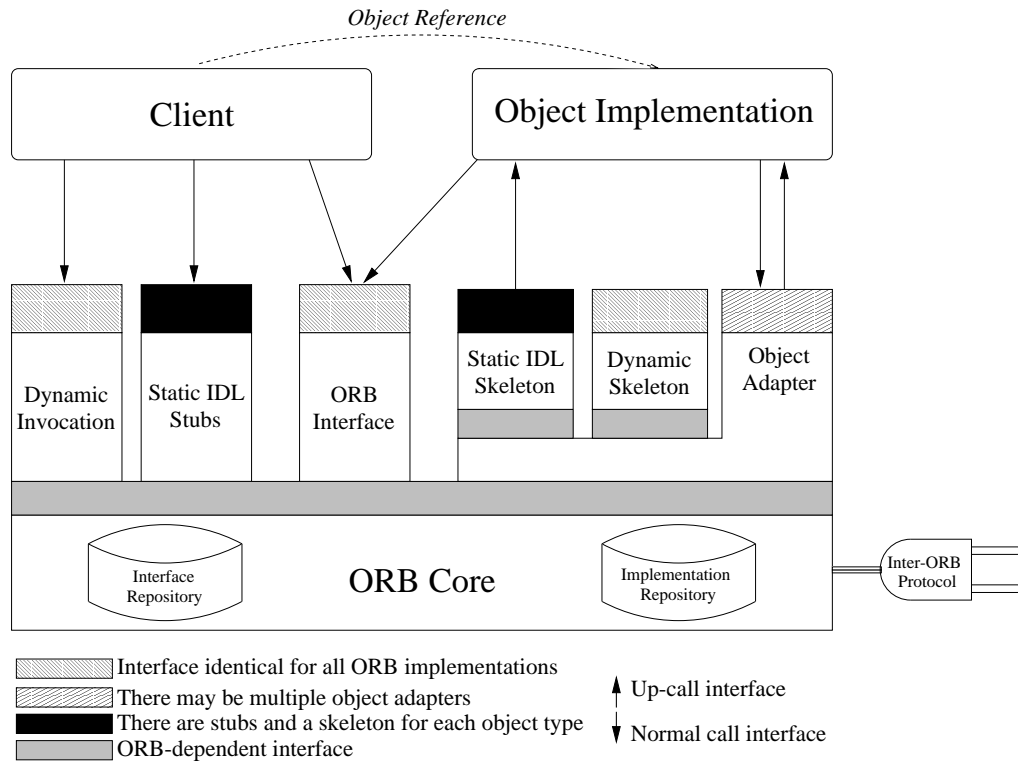 Object Reference
Client
Object Implementation
Dynamic
Invocation
Static IDL
Stubs
ORB
Interface
Static IDL
Skeleton
Dynamic
Skeleton
Object
Adapter
Interface
Repository
ORB Core
Implementation
Repository
Inter-ORB
Protocol
Interface identical for all ORB implementations
There may be multiple object adapters
There are stubs and a skeleton for each object type
ORB-dependent interface
Up-call interface
Normal call interface